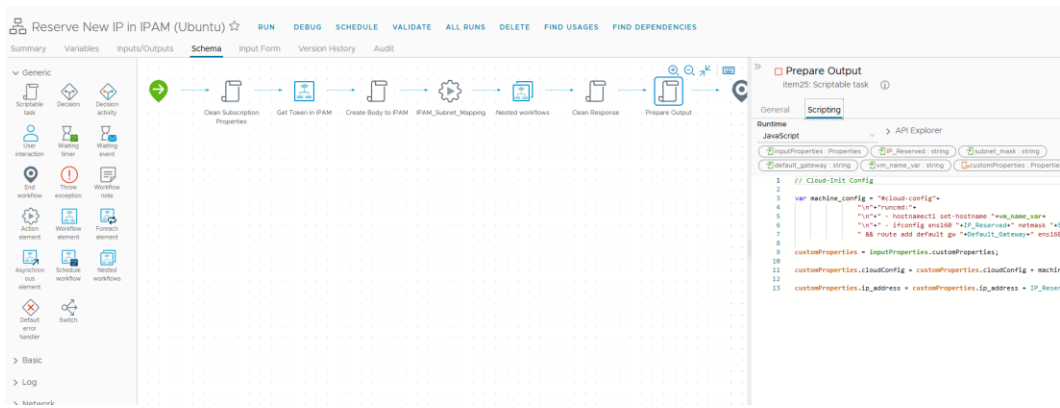 Reserve New IP in IPAM (Ubuntu) RUN DEBUG SCHEDULE VALIDATE ALL RUNS DELETE FIND USAGES FIND DEPENDENCIES
Summary Variables Inputs/Outputs Schema Input Form Version History Audit
Generic
Scriptable task
Decision
Decision activity
User interaction
Waiting timer
Waiting event
End workflow
Throw exception
Workflow note
Action element
Workflow element
Foreach element
Asynchron ous element
Schedule workflow
Nested workflows
Default error handler
Switch
> Basic
> Log
> Network
Clean Subscription Properties
Get Token in IPAM
Create Body to IPAM
IPAM_Subnet_Mapping
Nested workflows
Clean Response
Prepare Output
Prepare Output
item25: Scriptable task
General Scripting
Runtime
JavaScript
> API Explorer
inputProperties : Properties IP_Reserved : string subnet_mask : string
default_gateway : string vm_name_var : string customProperties : Propertie
1 // Cloud-Init Config
2
3 var machine_config = "#cloud-config"+
4 "\n"+"runcmd:"+
5 "\n"+" - hostnamectl set-hostname "+vm_name_var+
6 "\n"+" - ifconfig ens160 "+IP_Reserved+" netmask "+
7 " && route add default gw "+Default_Gateway+" ens160
8
9 customProperties = inputProperties.customProperties;
10
11 customProperties.cloudConfig = customProperties.cloudConfig + machin
12
13 customProperties.ip_address = customProperties.ip_address + IP_Reser